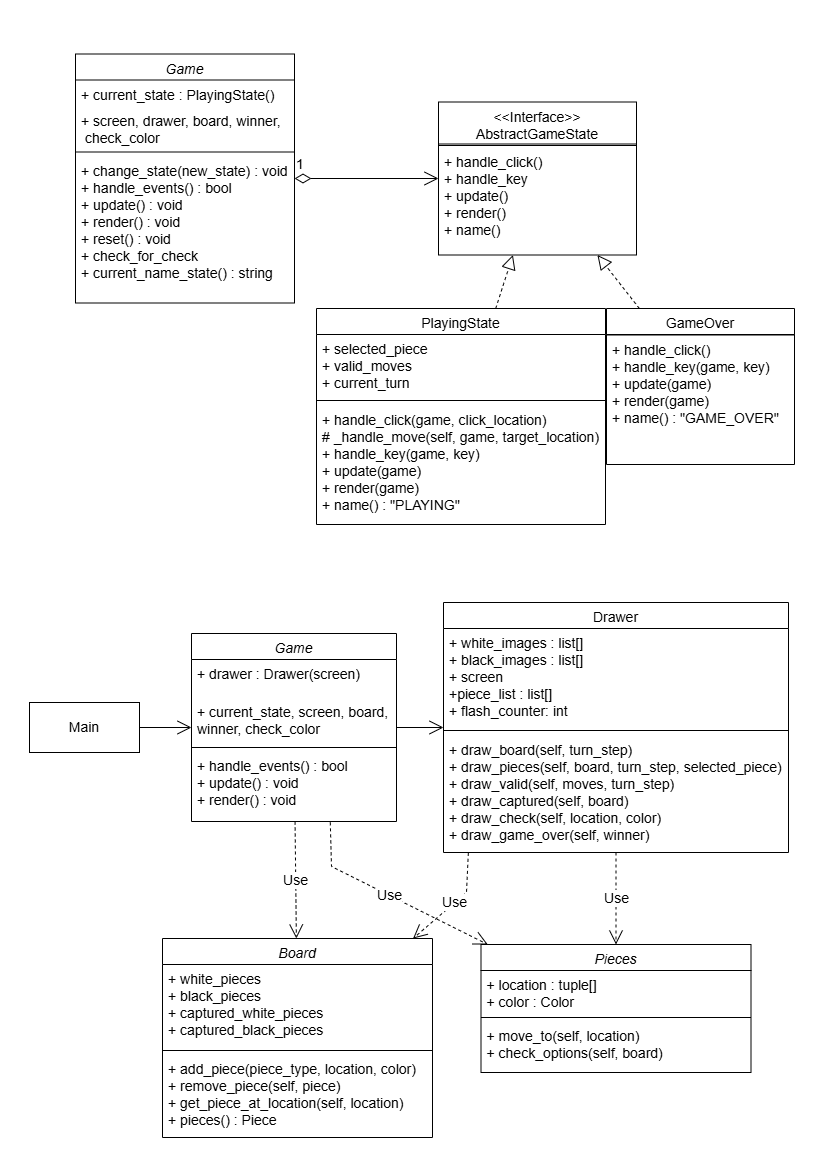 Game
+ current_state : PlayingState()
+ screen, drawer, board, winner,
check_color
+ change_state(new_state) : void
+ handle_events() : bool
+ update() : void
+ render() : void
+ reset() : void
+ check_for_check
+ current_name_state() : string
1
<<Interface>>
AbstractGameState
+ handle_click()
+ handle_key
+ update()
+ render()
+ name()
PlayingState
+ selected_piece
+ valid_moves
+ current_turn
+ handle_click(game, click_location)
# _handle_move(self, game, target_location)
+ handle_key(game, key)
+ update(game)
+ render(game)
+ name() : "PLAYING"
GameOver
+ handle_click()
+ handle_key(game, key)
+ update(game)
+ render(game)
+ name() : "GAME_OVER"
Main
Game
+ drawer : Drawer(screen)
+ current_state, screen, board,
winner, check_color
+ handle_events() : bool
+ update() : void
+ render() : void
Drawer
+ white_images : list[]
+ black_images : list[]
+ screen
+piece_list : list[]
+ flash_counter: int
+ draw_board(self, turn_step)
+ draw_pieces(self, board, turn_step, selected_piece)
+ draw_valid(self, moves, turn_step)
+ draw_captured(self, board)
+ draw_check(self, location, color)
+ draw_game_over(self, winner)
Use
Use
Use
Use
Board
+ white_pieces
+ black_pieces
+ captured_white_pieces
+ captured_black_pieces
+ add_piece(piece_type, location, color)
+ remove_piece(self, piece)
+ get_piece_at_location(self, location)
+ pieces() : Piece
Pieces
+ location : tuple[]
+ color : Color
+ move_to(self, location)
+ check_options(self, board)